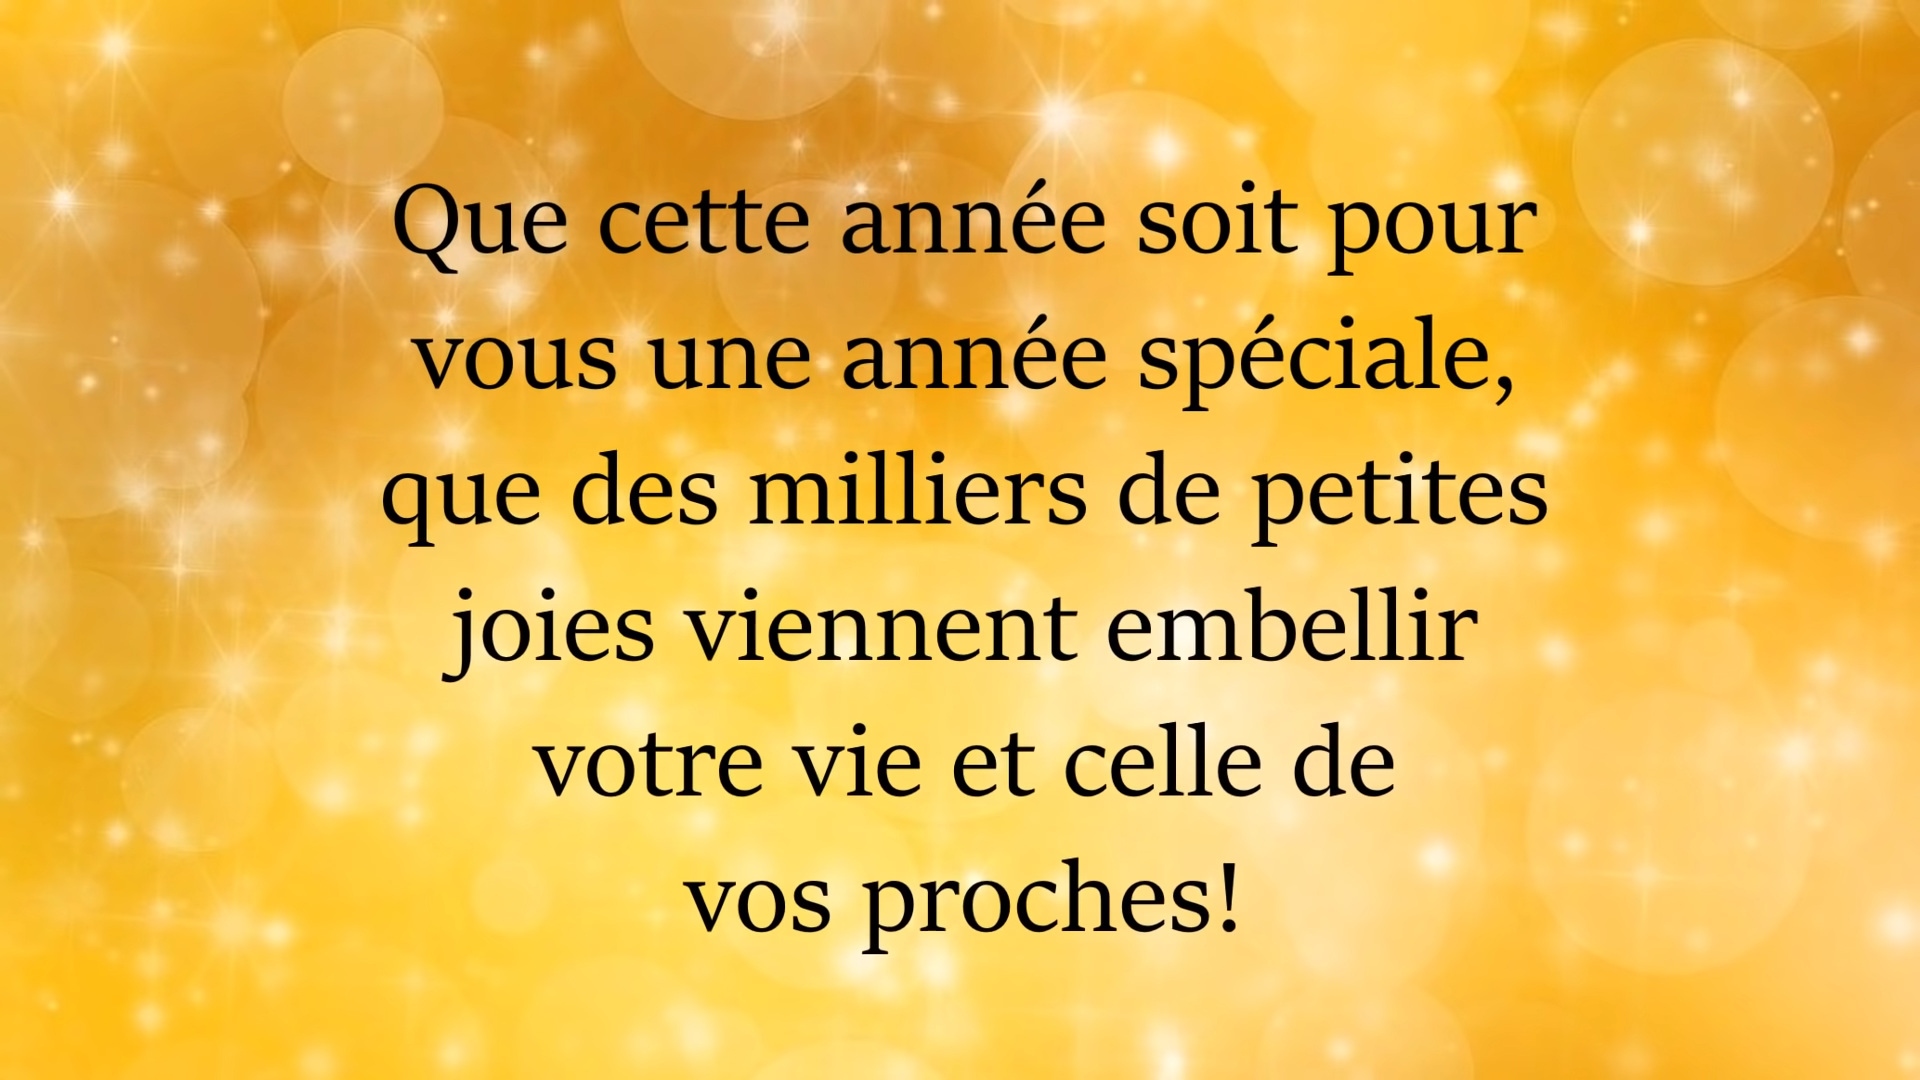 Que cette année soit pour
vous une année spéciale,
que des milliers de petites
joies viennent embellir
votre vie et celle de
vos proches!